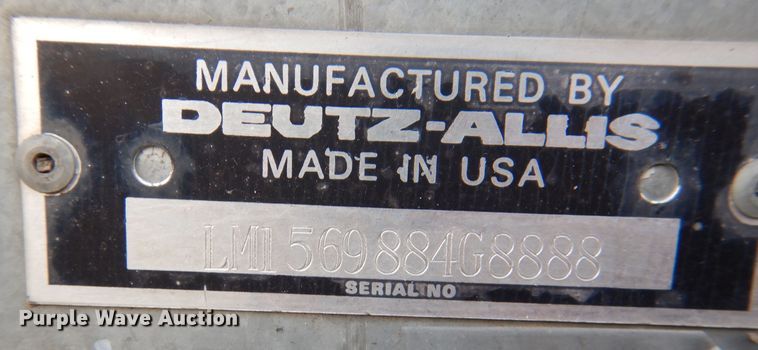 MANUFACTURED BY
DEUTZ-ALLIS
MADE IN USA
LM1569884G8888
SERIAL NO
Purple Wave Auction